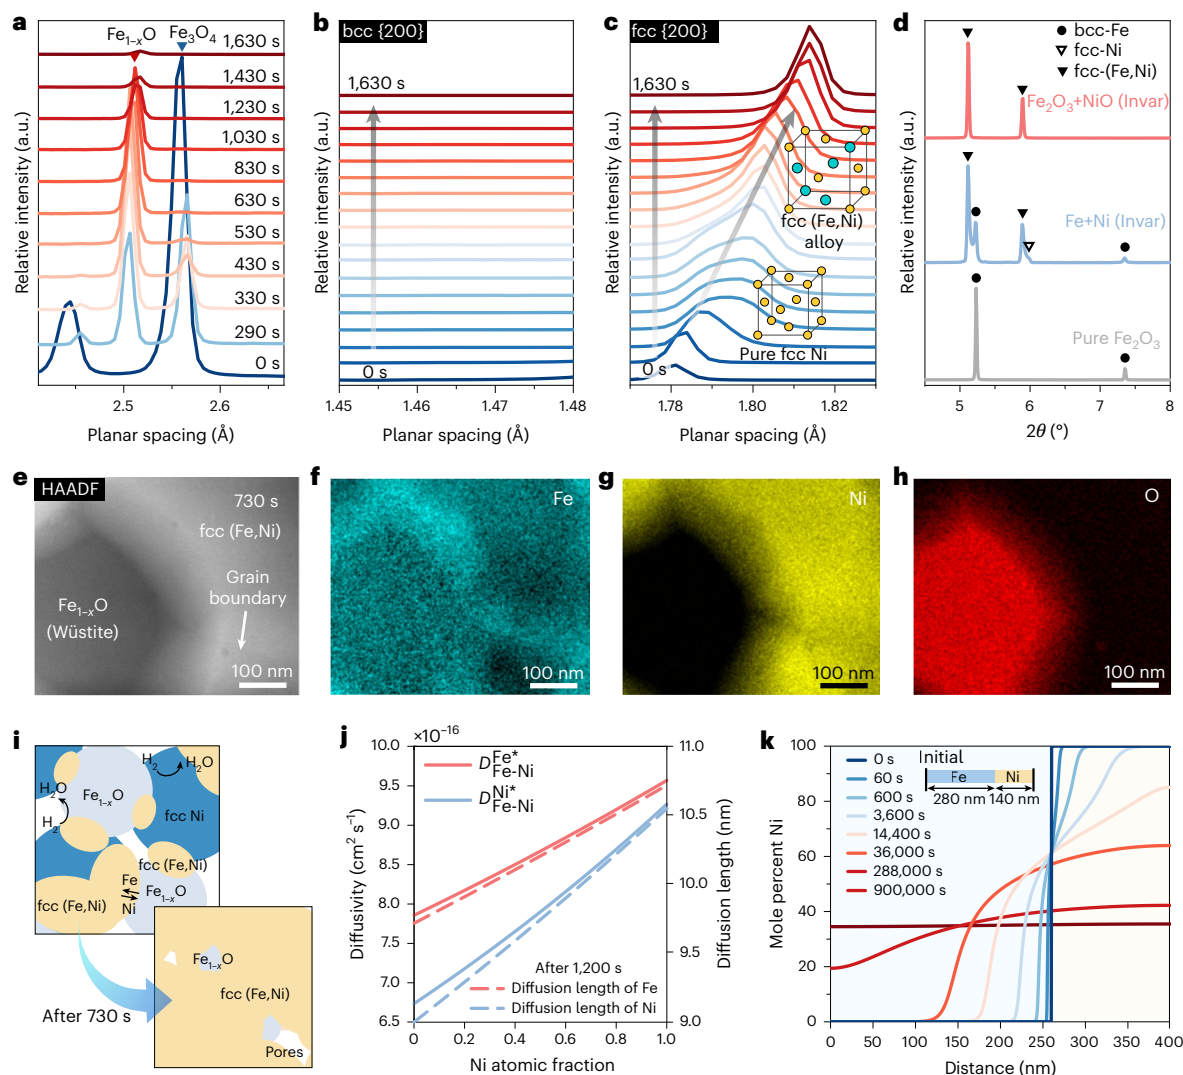 a
Fe1–xO
Fe3O4
1,630 s
1,430 s
1,230 s
1,030 s
830 s
630 s
530 s
430 s
330 s
290 s
0 s
Relative intensity (a.u.)
2.5
2.6
Planar spacing (Å)
b
bcc {200}
1,630 s
0 s
Relative intensity (a.u.)
1.45
1.46
1.47
1.48
Planar spacing (Å)
c
fcc {200}
1,630 s
fcc (Fe,Ni)
alloy
Pure fcc Ni
0 s
Relative intensity (a.u.)
1.78
1.80
1.82
Planar spacing (Å)
d
bcc-Fe
fcc-Ni
fcc-(Fe,Ni)
Fe2O3+NiO (Invar)
Fe+Ni (Invar)
Pure Fe2O3
Relative intensity (a.u.)
5
6
7
8
2θ (°)
e
HAADF
730 s
fcc (Fe,Ni)
Grain
boundary
Fe1–xO
(Wüstite)
100 nm
f
Fe
100 nm
g
Ni
100 nm
h
O
100 nm
i
H2
H2O
H2O
Fe1–xO
H2
fcc Ni
fcc (Fe,Ni)
Fe
Ni
Fe1–xO
fcc (Fe,Ni)
Fe1–xO
fcc (Fe,Ni)
After 730 s
Pores
j
×10−16
10.0
9.5
9.0
8.5
8.0
7.5
7.0
6.5
Diffusivity (cm2 s−1)
DFe*Fe-Ni
DNi*Fe-Ni
After 1,200 s
Diffusion length of Fe
Diffusion length of Ni
11.0
10.5
10.0
9.5
9.0
Diffusion length (nm)
0
0.2
0.4
0.6
0.8
1.0
Ni atomic fraction
k
100
80
60
40
20
0
Mole percent Ni
0 s
60 s
600 s
3,600 s
14,400 s
36,000 s
288,000 s
900,000 s
Initial
Fe
Ni
280 nm
140 nm
0
50
100
150
200
250
300
350
400
Distance (nm)